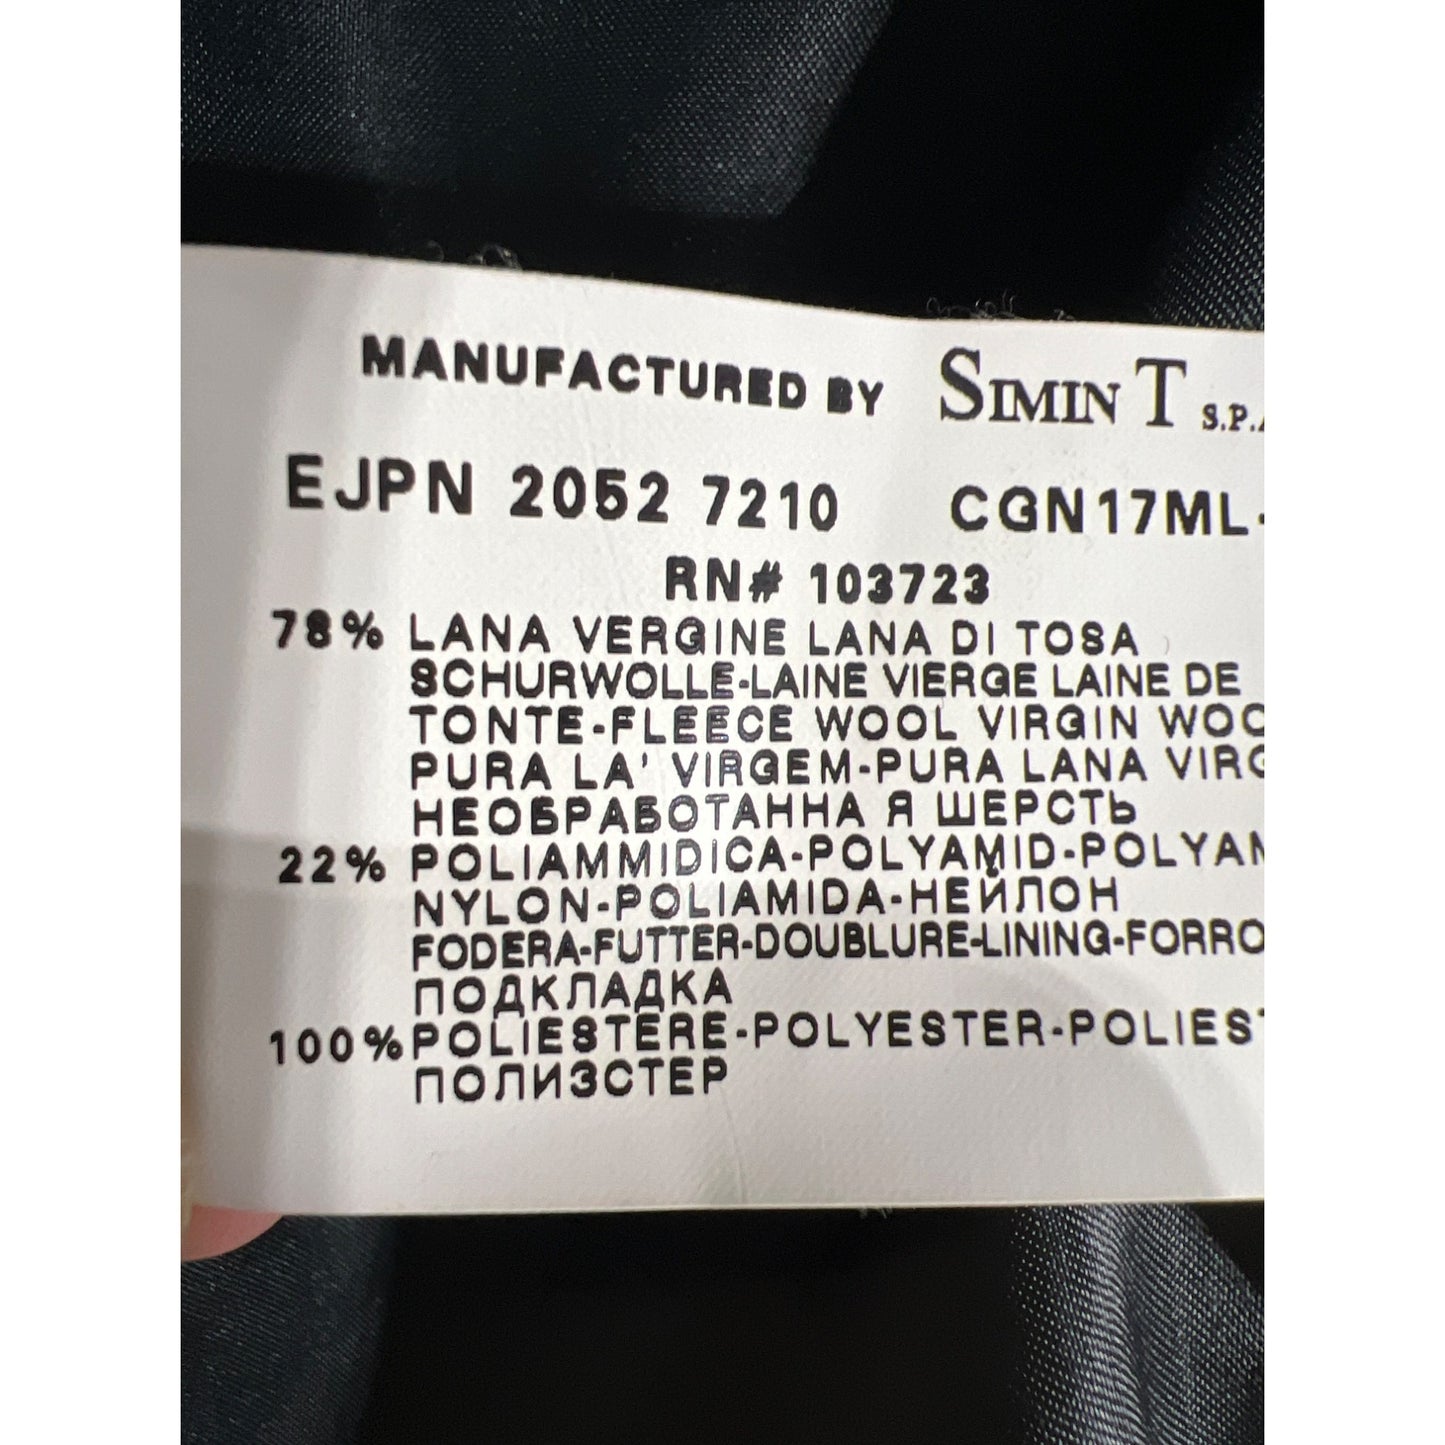 MANUFACTURED BY SIMIN T S.P.
EJPN 2052 7210 CGN17ML-
RN# 103723
78% LANA VERGINE LANA DI TOSA
SCHURWOLLE-LAINE VIERGE LAINE DE
TONTE-FLEECE WOOL VIRGIN WOO
PURA LA' VIRGEM-PURA LANA VIRG
НЕОБРАБОТАННА Я ШЕРСТЬ
22% POLIAMMIDICA-POLYAMID-POLYAM
NYLON-POLIAMIDA-НЕЙЛОН
FODERA-FUTTER-DOUBLURE-LINING-FORRO
ПОДКЛАДКА
100% POLIESTERE-POLYESTER-POLIEST
ПОЛИЗСТЕР